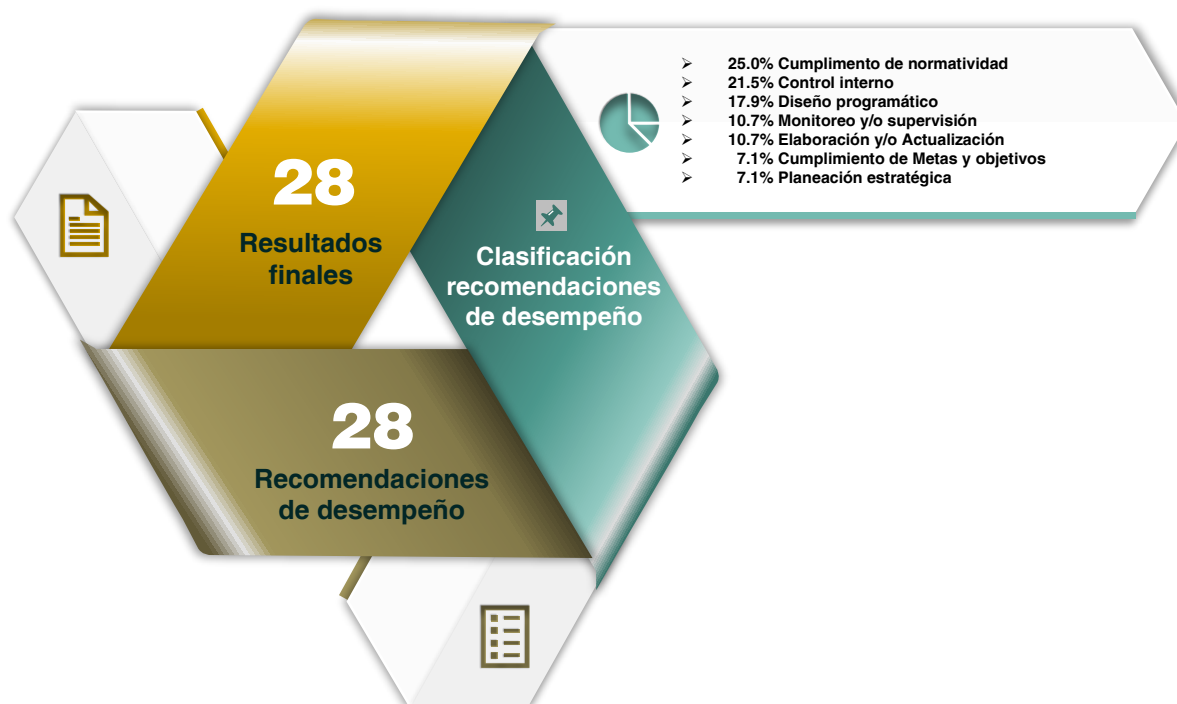 28
Resultados
finales
28
Recomendaciones
de desempeño
Clasificación
recomendaciones
de desempeño
➢ 25.0% Cumplimento de normatividad
➢ 21.5% Control interno
➢ 17.9% Diseño programático
➢ 10.7% Monitoreo y/o supervisión
➢ 10.7% Elaboración y/o Actualización
➢ 7.1% Cumplimiento de Metas y objetivos
➢ 7.1% Planeación estratégica